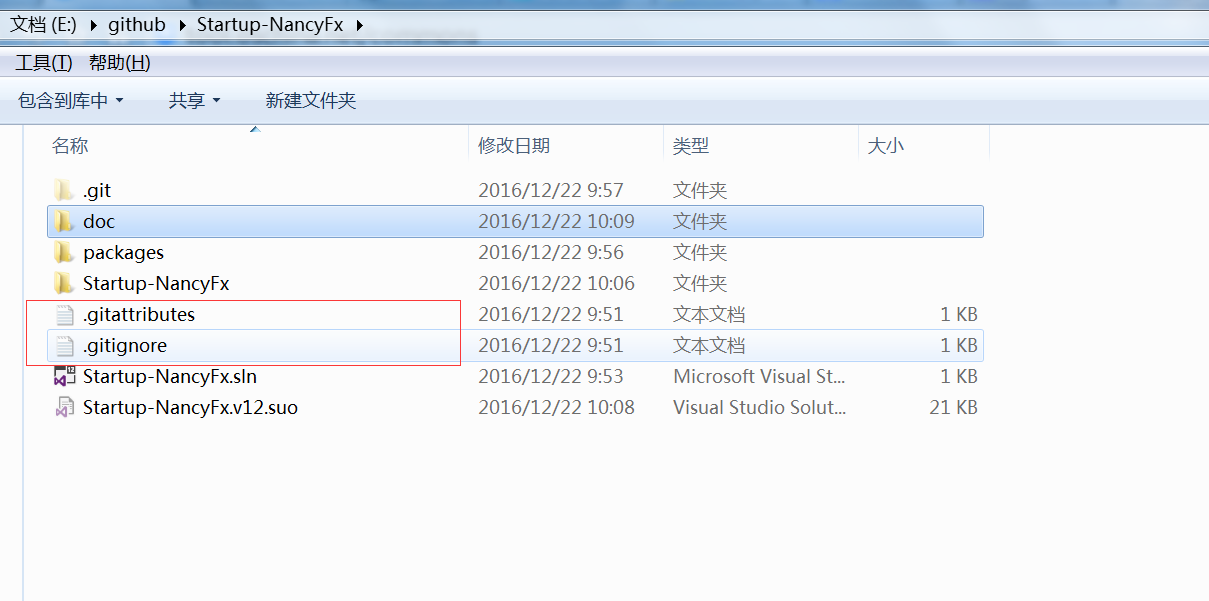 文档 (E:) ▸ github ▸ Startup-NancyFx ▸
工具(T) 帮助(H)
包含到库中 共享 新建文件夹
名称 修改日期 类型 大小
.git 2016/12/22 9:57 文件夹
doc 2016/12/22 10:09 文件夹
packages 2016/12/22 9:56 文件夹
Startup-NancyFx 2016/12/22 10:06 文件夹
.gitattributes 2016/12/22 9:51 文本文档 1 KB
.gitignore 2016/12/22 9:51 文本文档 1 KB
Startup-NancyFx.sln 2016/12/22 9:53 Microsoft Visual St... 1 KB
Startup-NancyFx.v12.suo 2016/12/22 10:08 Visual Studio Solut... 21 KB